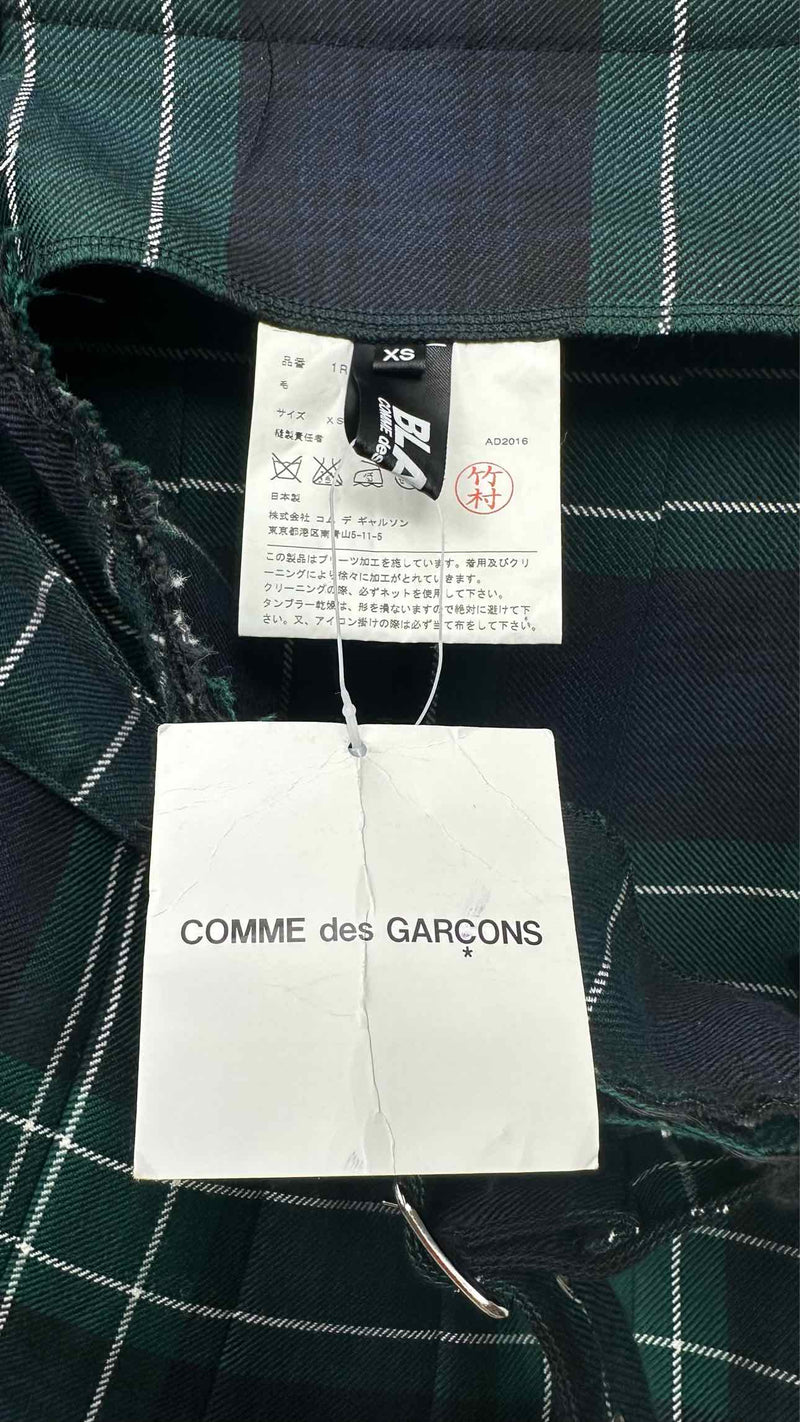 XS
BLA
COMME des
品番 1R
毛
サイズ XS
縫製責任者
AD2016
竹村
日本製
株式会社 コム デ ギャルソン
東京都港区南青山5-11-5
この製品はプリーツ加工を施しています。着用及びクリ
ーニングにより徐々に加工がとれていきます。
クリーニングの際、必ずネットを使用して下さい。
タンブラー乾燥は、形を損ないますので絶対に避けて下
さい。又、アイロン掛けの際は必ず当て布をして下さい。
COMME des GARÇONS
*